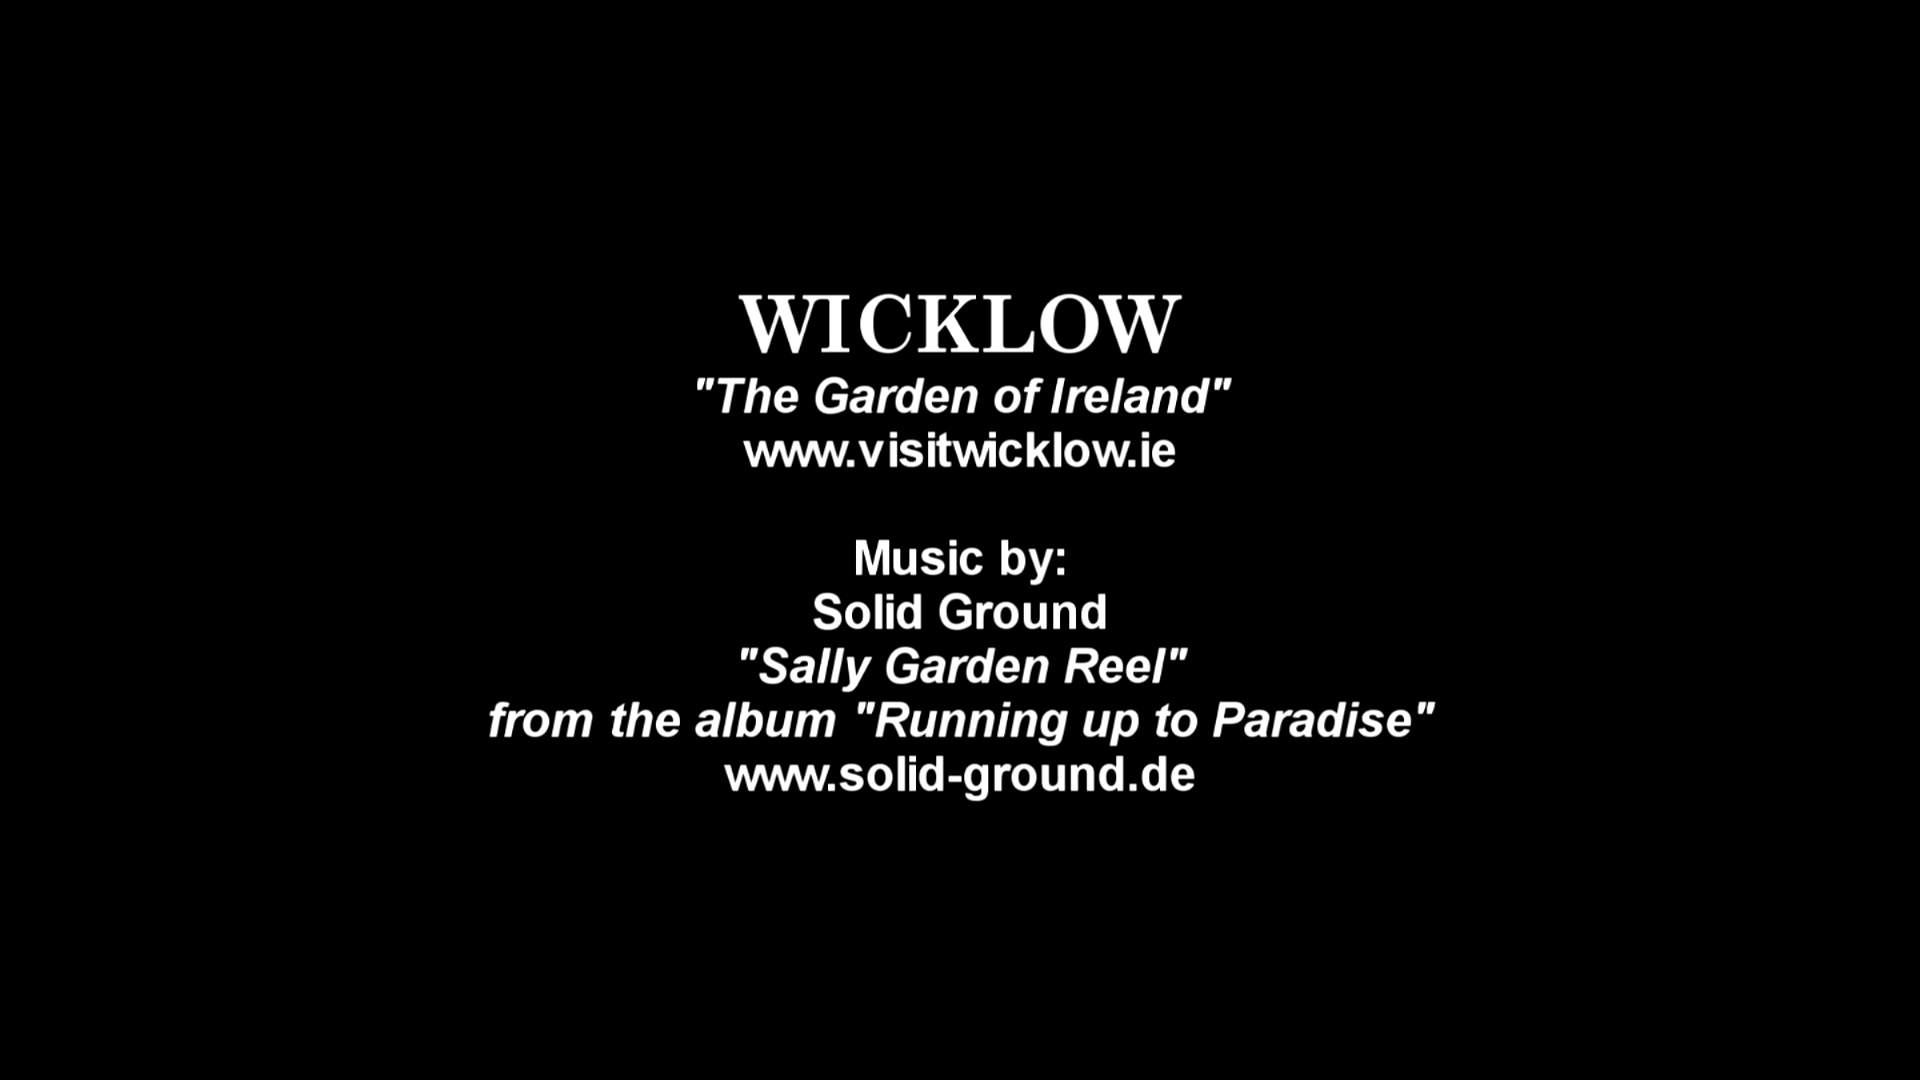 WICKLOW
"The Garden of Ireland"
www.visitwicklow.ie
Music by:
Solid Ground
"Sally Garden Reel"
from the album "Running up to Paradise"
www.solid-ground.de